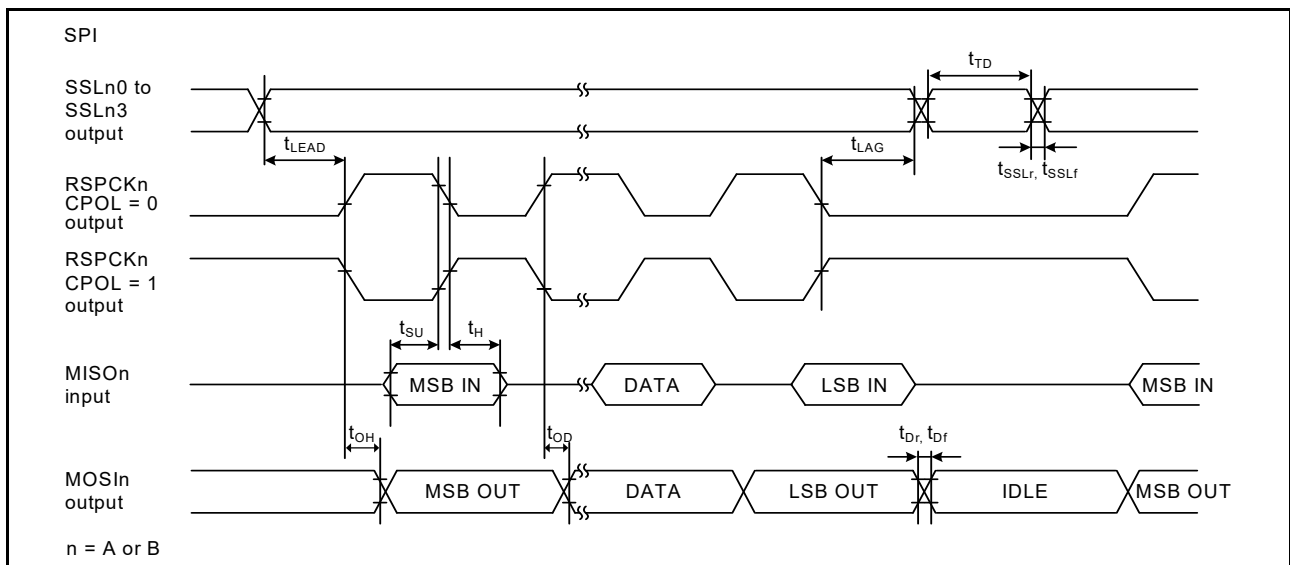 SPI
tTD
SSLn0 to
SSLn3
output
tLEAD
tLAG
tSSLr, tSSLf
RSPCKn
CPOL = 0
output
RSPCKn
CPOL = 1
output
tSU
tH
MISOn
input
MSB IN
DATA
LSB IN
MSB IN
tOH
tOD
tDr, tDf
MOSIn
output
MSB OUT
DATA
LSB OUT
IDLE
MSB OUT
n = A or B